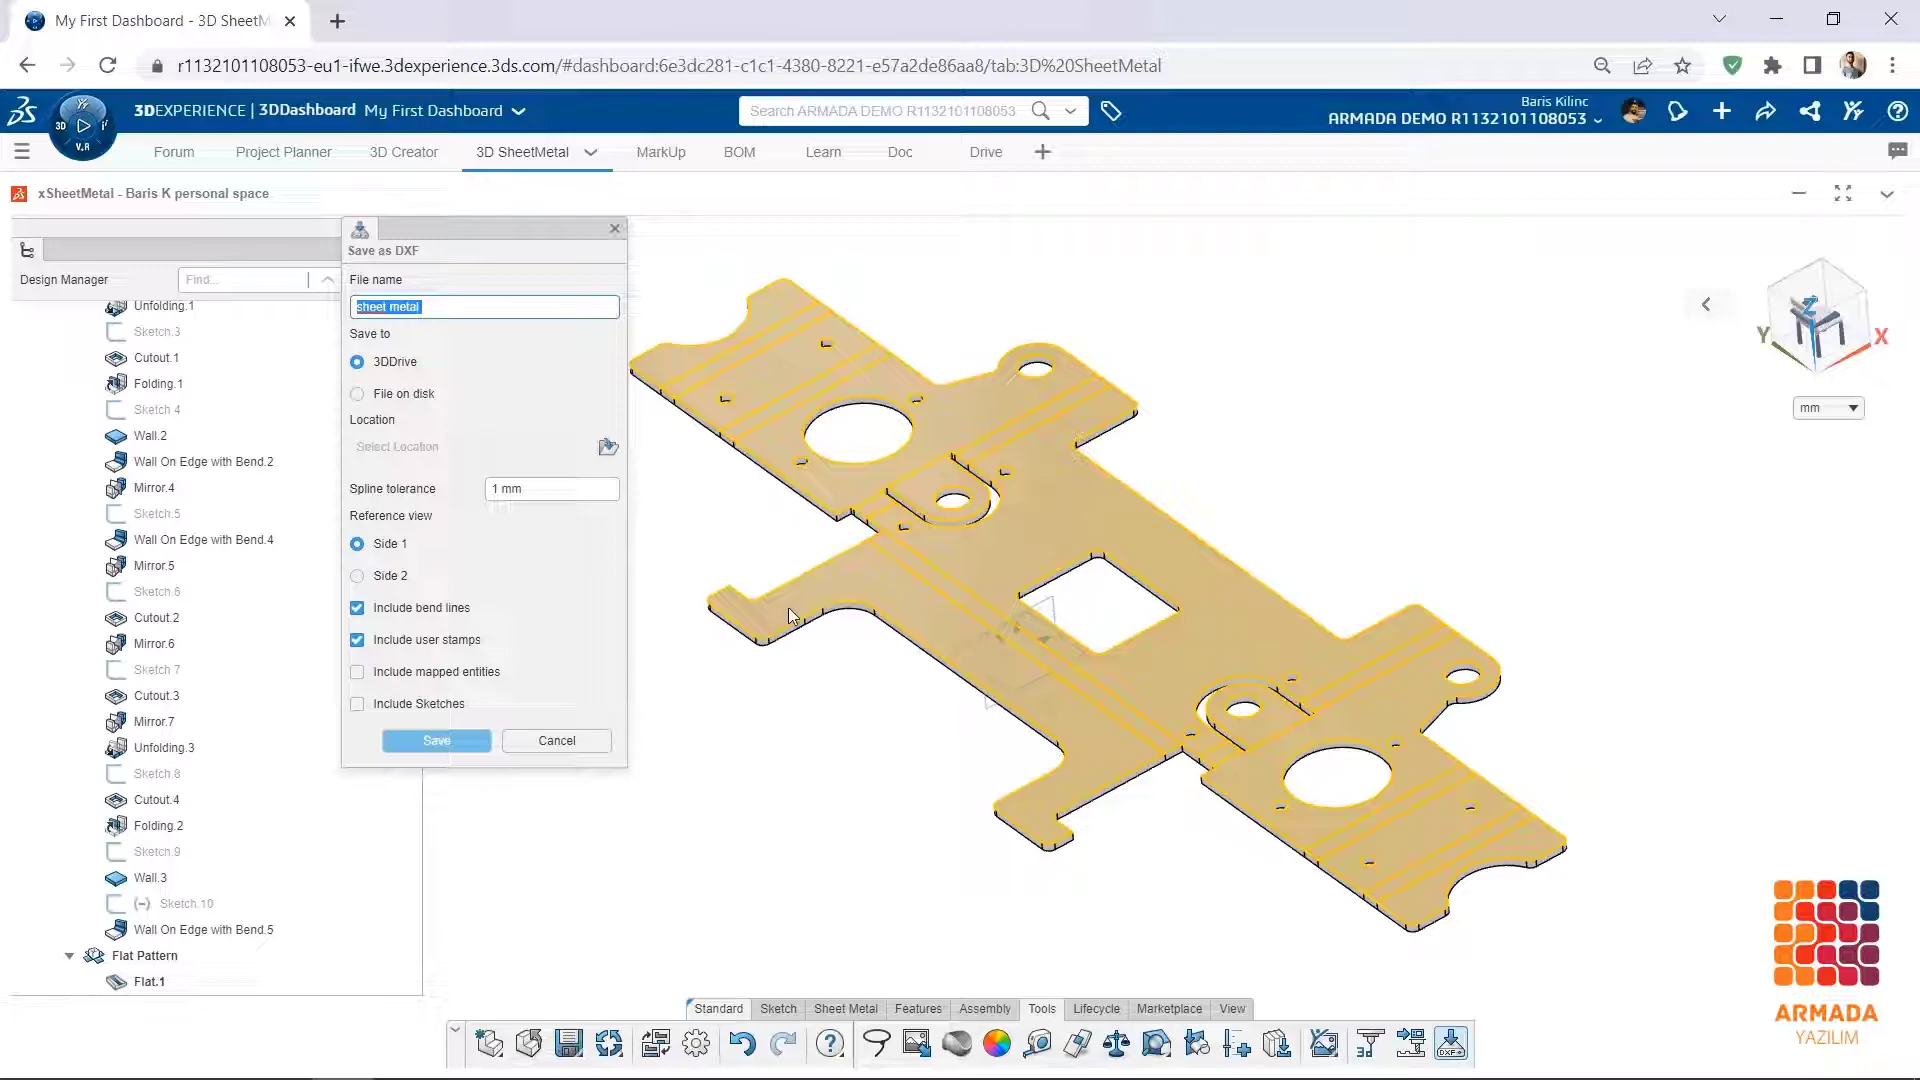 My First Dashboard - 3D SheetM
r1132101108053-eu1-ifwe.3dexperience.3ds.com/#dashboard:6e3dc281-c1c1-4380-8221-e57a2de86aa8/tab:3D%20SheetMetal
3D
V.R
3DEXPERIENCE | 3DDashboard My First Dashboard
Search ARMADA DEMO R1132101108053
Baris Kilinc
ARMADA DEMO R1132101108053
Forum
Project Planner
3D Creator
3D SheetMetal
MarkUp
BOM
Learn
Doc
Drive
xSheetMetal - Baris K personal space
Design Manager
Find...
Unfolding.1
Sketch.3
Cutout.1
Folding.1
Sketch 4
Wall.2
Wall On Edge with Bend.2
Mirror.4
Sketch.5
Wall On Edge with Bend.4
Mirror.5
Sketch.6
Cutout.2
Mirror.6
Sketch 7
Cutout.3
Mirror.7
Unfolding.3
Sketch.8
Cutout.4
Folding.2
Sketch.9
Wall.3
(-) Sketch.10
Wall On Edge with Bend.5
Flat Pattern
Flat.1
Save as DXF
File name
sheet metal
Save to
3DDrive
File on disk
Location
Select Location
Spline tolerance
1 mm
Reference view
Side 1
Side 2
Include bend lines
Include user stamps
Include mapped entities
Include Sketches
Save
Cancel
Z
Y
X
mm
Standard
Sketch
Sheet Metal
Features
Assembly
Tools
Lifecycle
Marketplace
View
DXF
ARMADA
YAZILIM